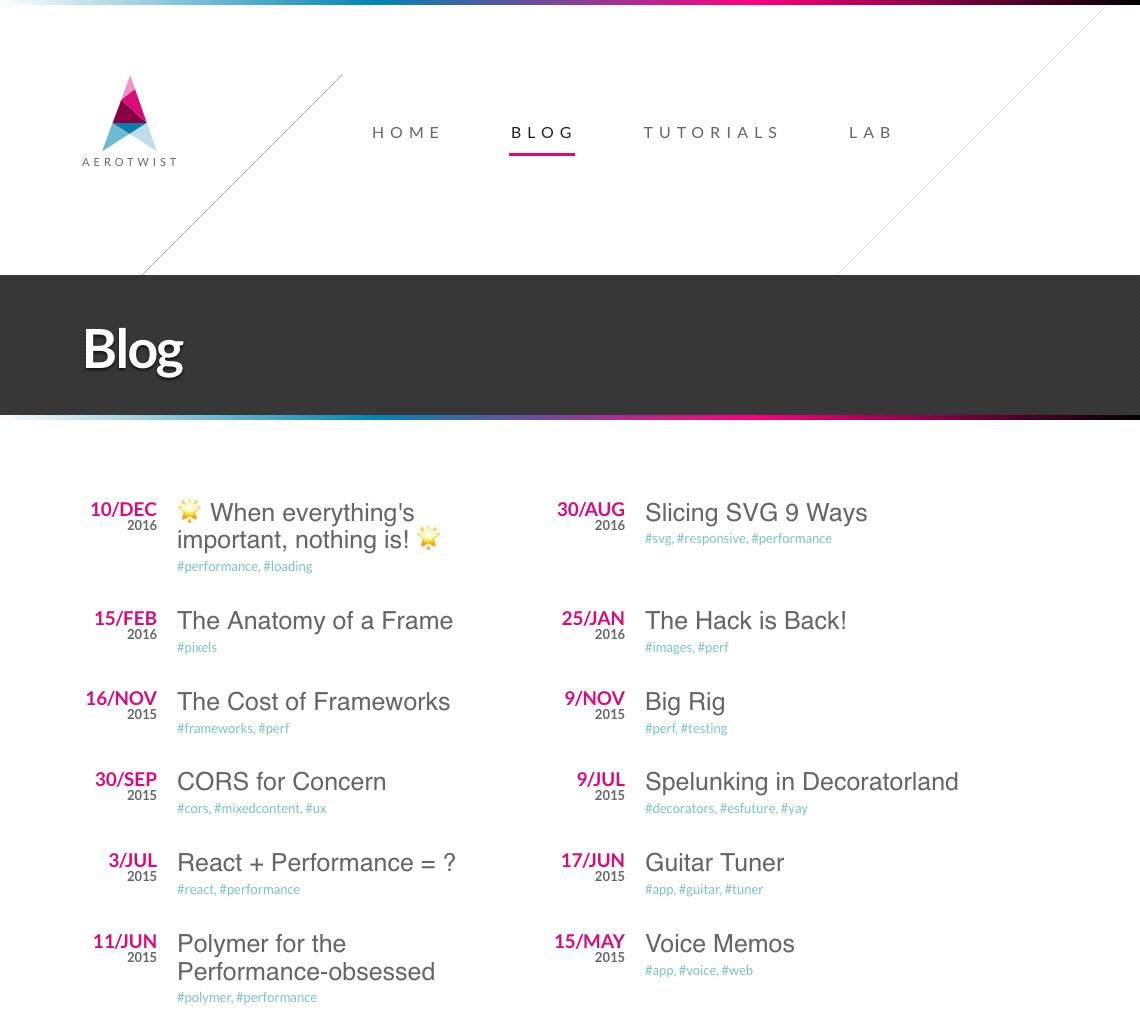 AEROTWIST
HOME
BLOG
TUTORIALS
LAB
Blog
10/DEC
2016
🌟 When everything's
important, nothing is! 🌟
#performance, #loading
30/AUG
2016
Slicing SVG 9 Ways
#svg, #responsive, #performance
15/FEB
2016
The Anatomy of a Frame
#pixels
25/JAN
2016
The Hack is Back!
#images, #perf
16/NOV
2015
The Cost of Frameworks
#frameworks, #perf
9/NOV
2015
Big Rig
#perf, #testing
30/SEP
2015
CORS for Concern
#cors, #mixedcontent, #ux
9/JUL
2015
Spelunking in Decoratorland
#decorators, #esfuture, #yay
3/JUL
2015
React + Performance = ?
#react, #performance
17/JUN
2015
Guitar Tuner
#app, #guitar, #tuner
11/JUN
2015
Polymer for the
Performance-obsessed
#polymer, #performance
15/MAY
2015
Voice Memos
#app, #voice, #web